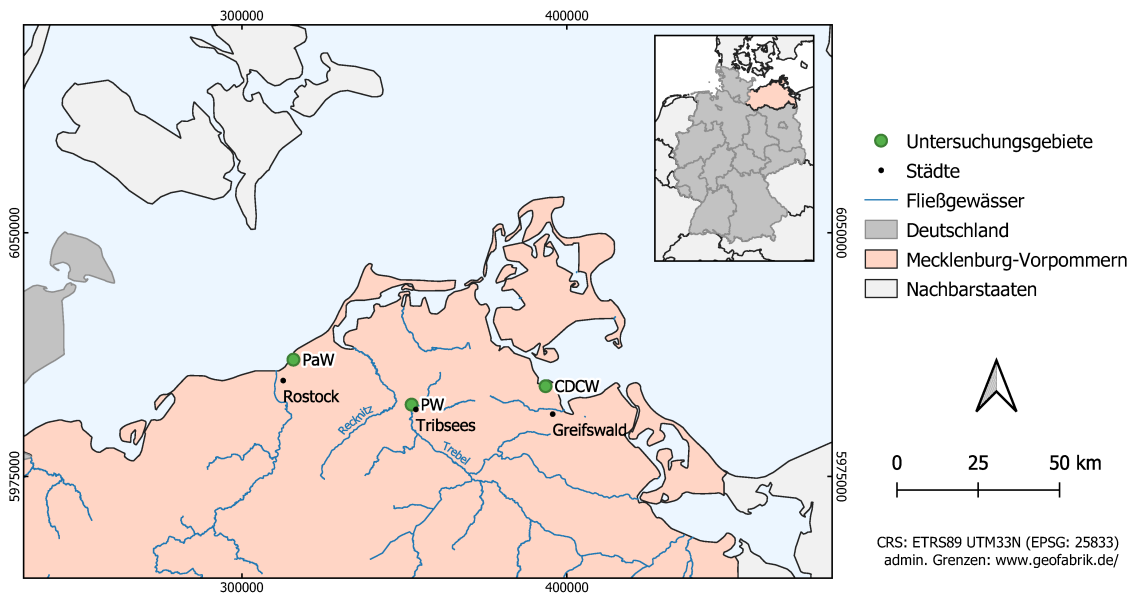 300000
400000
6050000
6050000
5975000
5975000
PaW
Rostock
PW
Tribsees
CDCW
Greifswald
Recknitz
Trebel
300000
400000
Untersuchungsgebiete
Städte
Fließgewässer
Deutschland
Mecklenburg-Vorpommern
Nachbarstaaten
0 25 50 km
CRS: ETRS89 UTM33N (EPSG: 25833)
admin. Grenzen: www.geofabrik.de/